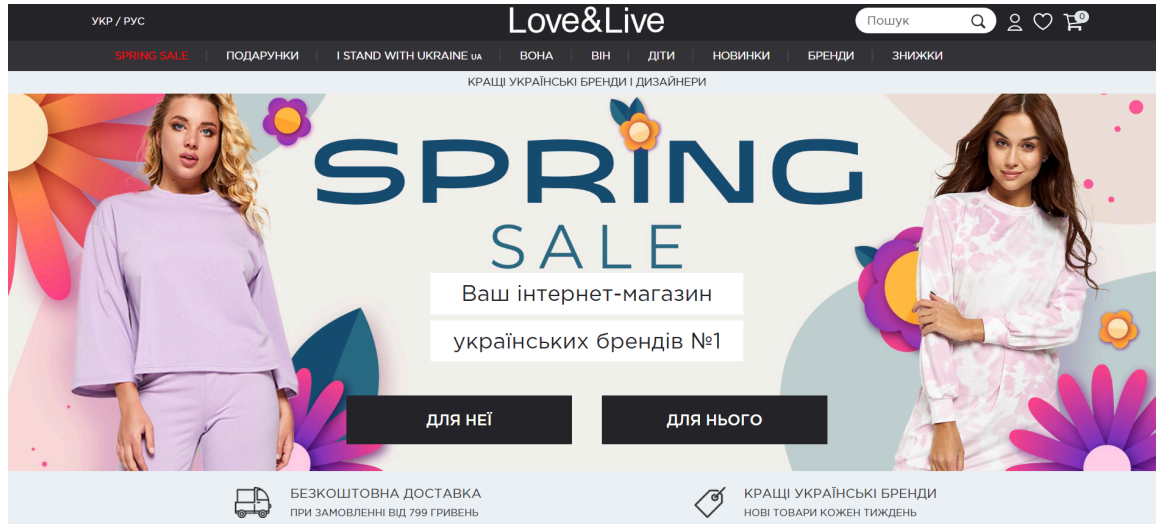 УКР / РУС
Love&Live
Пошук
0
SPRING SALE
ПОДАРУНКИ
I STAND WITH UKRAINE UA
ВОНА
ВІН
ДІТИ
НОВИНКИ
БРЕНДИ
ЗНИЖКИ
КРАЩІ УКРАЇНСЬКІ БРЕНДИ І ДИЗАЙНЕРИ
SPRING
SALE
Ваш інтернет-магазин
українських брендів №1
ДЛЯ НЕЇ
ДЛЯ НЬОГО
БЕЗКОШТОВНА ДОСТАВКА
ПРИ ЗАМОВЛЕННІ ВІД 799 ГРИВЕНЬ
КРАЩІ УКРАЇНСЬКІ БРЕНДИ
НОВІ ТОВАРИ КОЖЕН ТИЖДЕНЬ